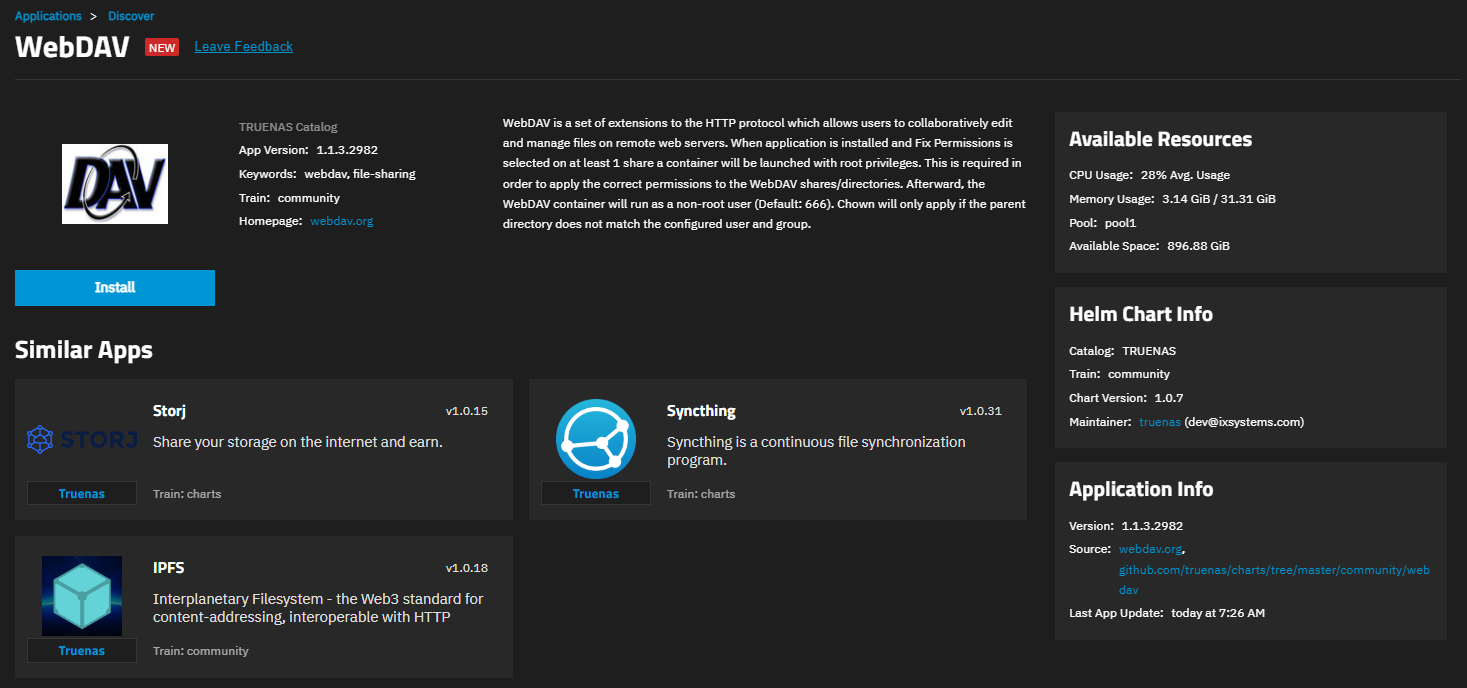 Applications > Discover
WebDAV NEW Leave Feedback
DAV
TRUENAS Catalog
App Version: 1.1.3.2982
Keywords: webdav, file-sharing
Train: community
Homepage: webdav.org
WebDAV is a set of extensions to the HTTP protocol which allows users to collaboratively edit
and manage files on remote web servers. When application is installed and Fix Permissions is
selected on at least 1 share a container will be launched with root privileges. This is required in
order to apply the correct permissions to the WebDAV shares/directories. Afterward, the
WebDAV container will run as a non-root user (Default: 666). Chown will only apply if the parent
directory does not match the configured user and group.
Install
Similar Apps
STORJ
Storj v1.0.15
Share your storage on the internet and earn.
Truenas Train: charts
Syncthing v1.0.31
Syncthing is a continuous file synchronization
program.
Truenas Train: charts
IPFS v1.0.18
Interplanetary Filesystem - the Web3 standard for
content-addressing, interoperable with HTTP
Truenas Train: community
Available Resources
CPU Usage: 28% Avg. Usage
Memory Usage: 3.14 GiB / 31.31 GiB
Pool: pool1
Available Space: 896.88 GiB
Helm Chart Info
Catalog: TRUENAS
Train: community
Chart Version: 1.0.7
Maintainer: truenas (dev@ixsystems.com)
Application Info
Version: 1.1.3.2982
Source: webdav.org,
github.com/truenas/charts/tree/master/community/web
dav
Last App Update: today at 7:26 AM